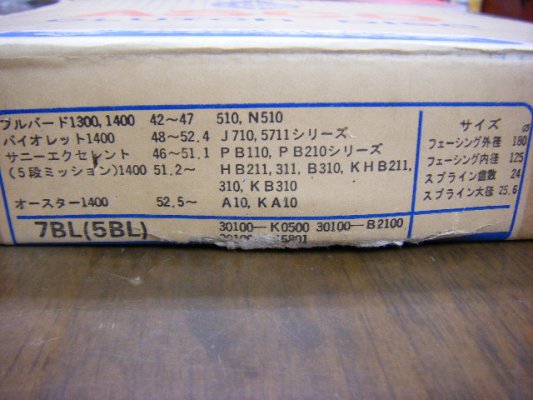 ブルバード1300, 1400 42〜47 510, N510
バイオレット1400 48〜52.4 J710, 5711シリーズ
サニーエクセレント 46〜51.1 PB110, PB210シリーズ
(5段ミッション)1400 51.2〜 HB211, 311, B310, KHB211,
310, KB310
オースター1400 52.5〜 A10, KA10
7BL(5BL) 30100—K0500 30100—B2100
サイズ ø
フェーシング外径 180
フェーシング内径 125
スプライン歯数 24
スプライン大径 25.6